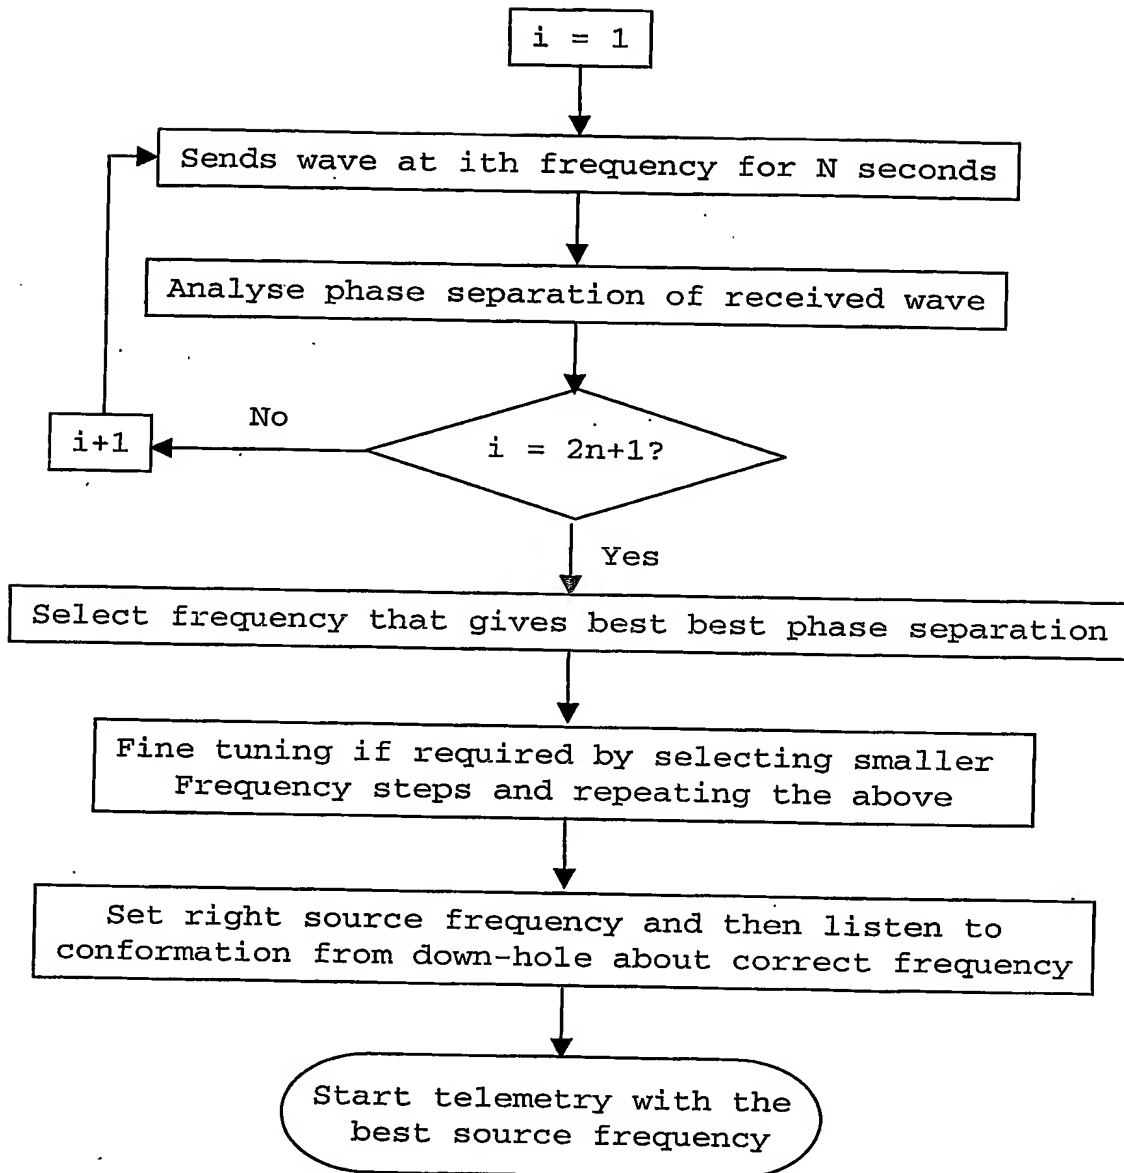 i = 1
Sends wave at ith frequency for N seconds
Analyse phase separation of received wave
No
i+1
i = 2n+1?
Yes
Select frequency that gives best best phase separation
Fine tuning if required by selecting smaller
Frequency steps and repeating the above
Set right source frequency and then listen to
conformation from down-hole about correct frequency
Start telemetry with the
best source frequency